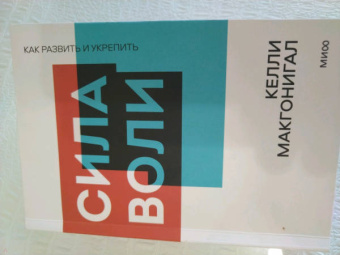 КАК РАЗВИТЬ И УКРЕПИТЬ
СИЛА
ВОЛИ
КЕЛЛИ
МАКГОНИГАЛ
МИФ